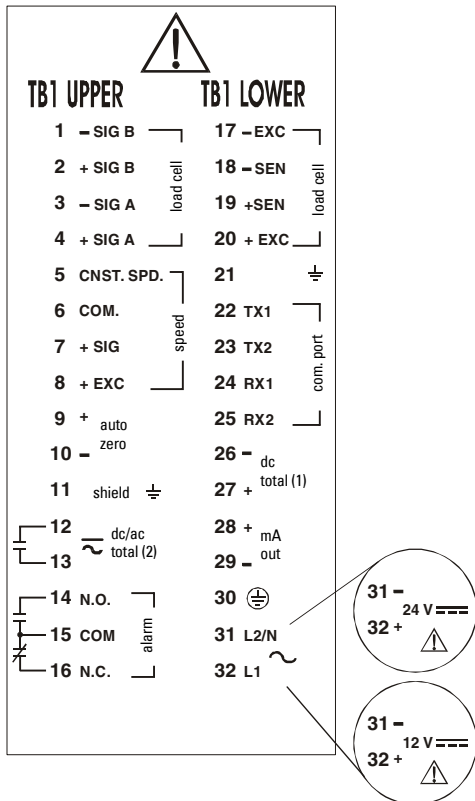 TB1 UPPER
1 – SIG B
2 + SIG B
3 – SIG A
4 + SIG A
load cell
5 CNST. SPD.
6 COM.
7 + SIG
8 + EXC
speed
9 +
auto
zero
10 –
11 shield
12
dc/ac
total (2)
13
14 N.O.
15 COM
16 N.C.
alarm
TB1 LOWER
17 – EXC
18 – SEN
19 +SEN
20 + EXC
load cell
21
22 TX1
23 TX2
24 RX1
25 RX2
com. port
26 –
dc
total (1)
27 +
28 +
mA
out
29 –
30
31 L2/N
32 L1
31 –
24 V
32 +
31 –
12 V
32 +